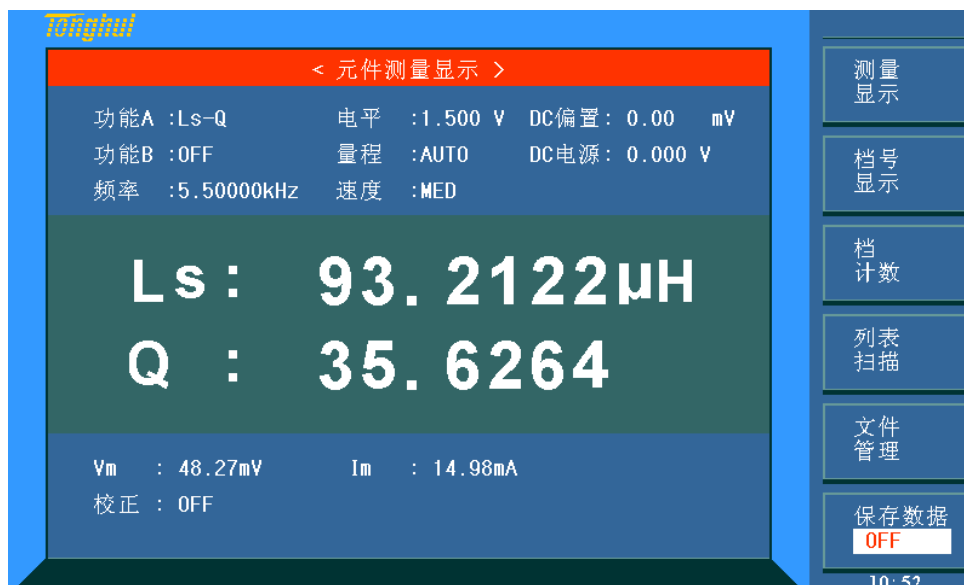 Tonghui
< 元件测量显示 >
功能A :Ls-Q 电平 :1.500 V DC偏置: 0.00 mV
功能B :OFF 量程 :AUTO DC电源: 0.000 V
频率 :5.50000kHz 速度 :MED
Ls: 93.2122μH
Q : 35.6264
Vm : 48.27mV Im : 14.98mA
校正 : OFF
测量
显示
档号
显示
档
计数
列表
扫描
文件
管理
保存数据
OFF